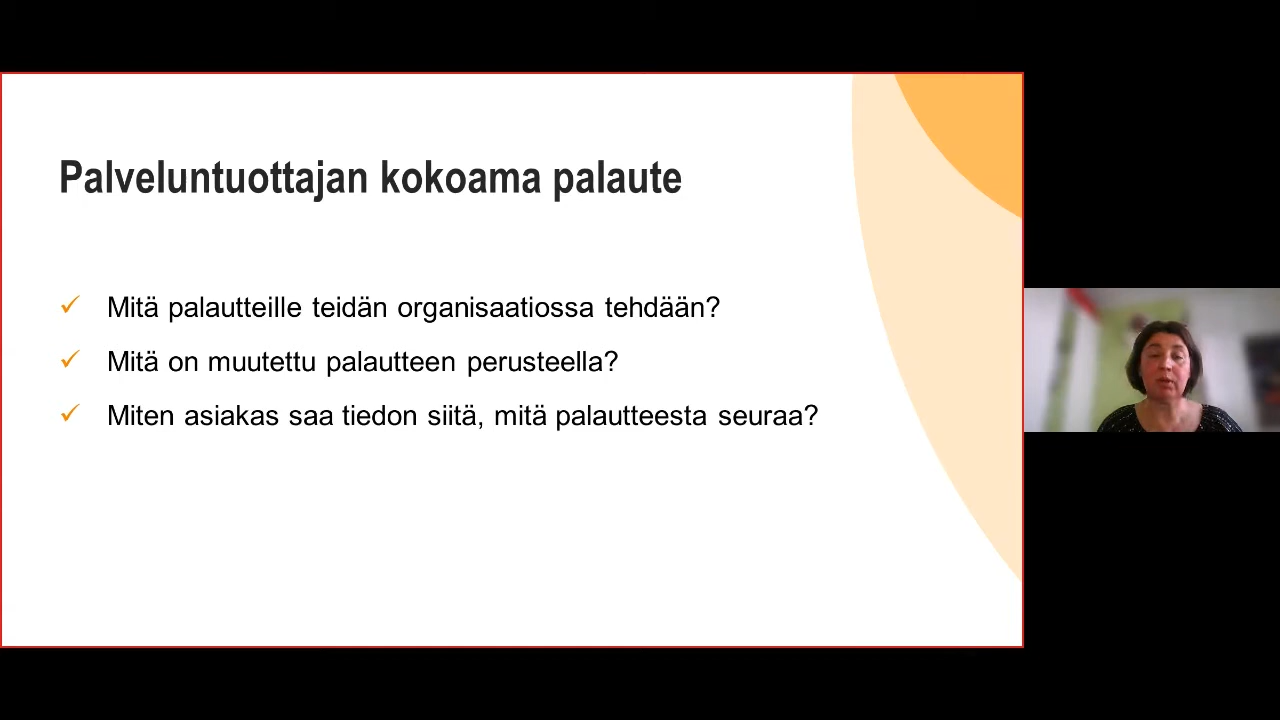 Palveluntuottajan kokoama palaute
Mitä palautteille teidän organisaatiossa tehdään?
Mitä on muutettu palautteen perusteella?
Miten asiakas saa tiedon siitä, mitä palautteesta seuraa?